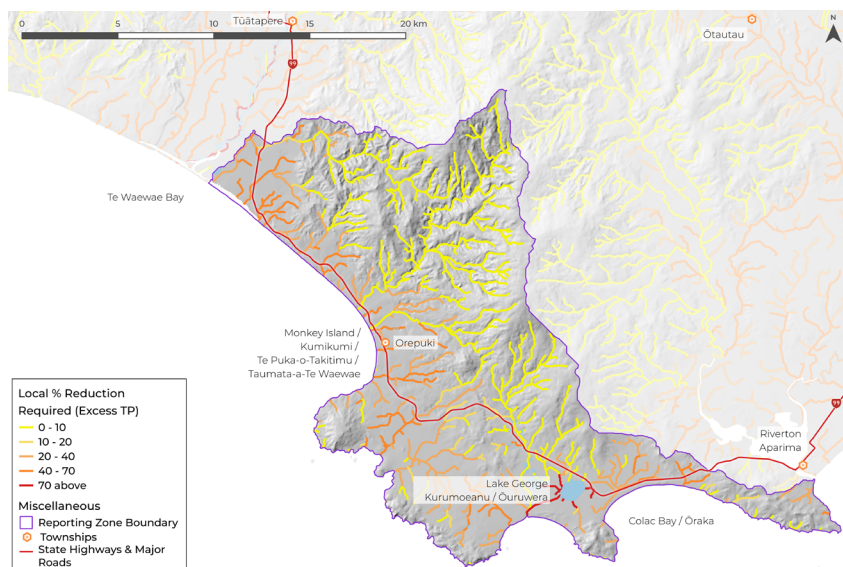 0 5 10 15 20 km
Tūātapere
Ōtautau
N
99
Te Waewae Bay
Monkey Island /
Kumikumi /
Te Puka-o-Takitimu /
Taumata-a-Te Waewae
Orepuki
99
Riverton
Aparima
Lake George
Kurumoeanu / Ōuruwera
Colac Bay / Ōraka
Local % Reduction
Required (Excess TP)
0 - 10
10 - 20
20 - 40
40 - 70
70 above
Miscellaneous
Reporting Zone Boundary
Townships
State Highways & Major
Roads